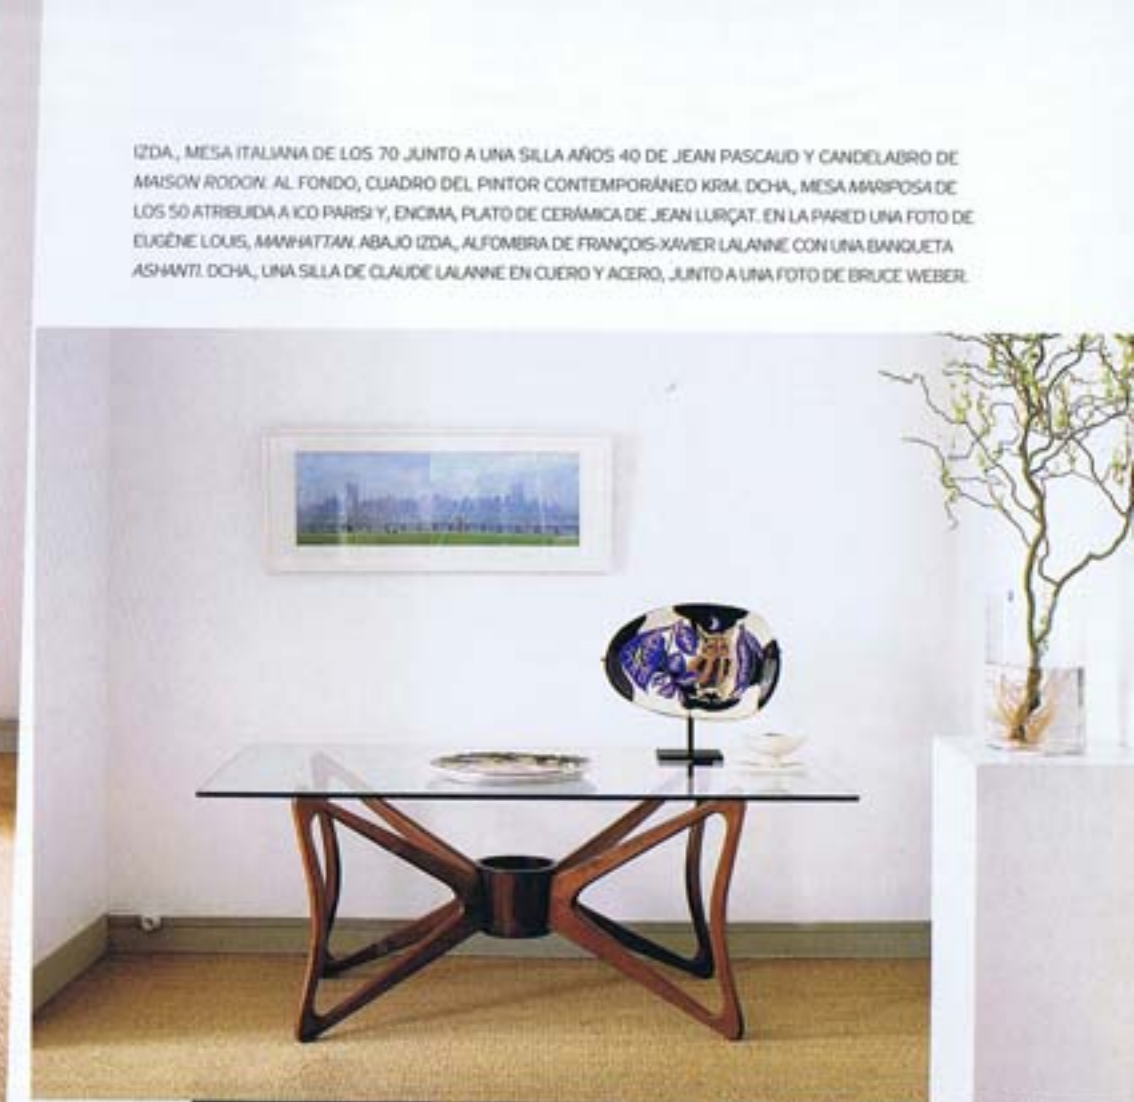 IZDA., MESA ITALIANA DE LOS 70 JUNTO A UNA SILLA AÑOS 40 DE JEAN PASCAUD Y CANDELABRO DE
MAISON RODON. AL FONDO, CUADRO DEL PINTOR CONTEMPORÁNEO KRM. DCHA., MESA MARIPOSA DE
LOS 50 ATRIBUIDA A ICO PARISI Y, ENCIMA, PLATO DE CERÁMICA DE JEAN LURÇAT. EN LA PARED UNA FOTO DE
EUGÈNE LOUIS, MANHATTAN. ABAJO IZDA., ALFOMBRA DE FRANÇOIS-XAVIER LALANNE CON UNA BANQUETA
ASHANTI. DCHA., UNA SILLA DE CLAUDE LALANNE EN CUERO Y ACERO, JUNTO A UNA FOTO DE BRUCE WEBER.